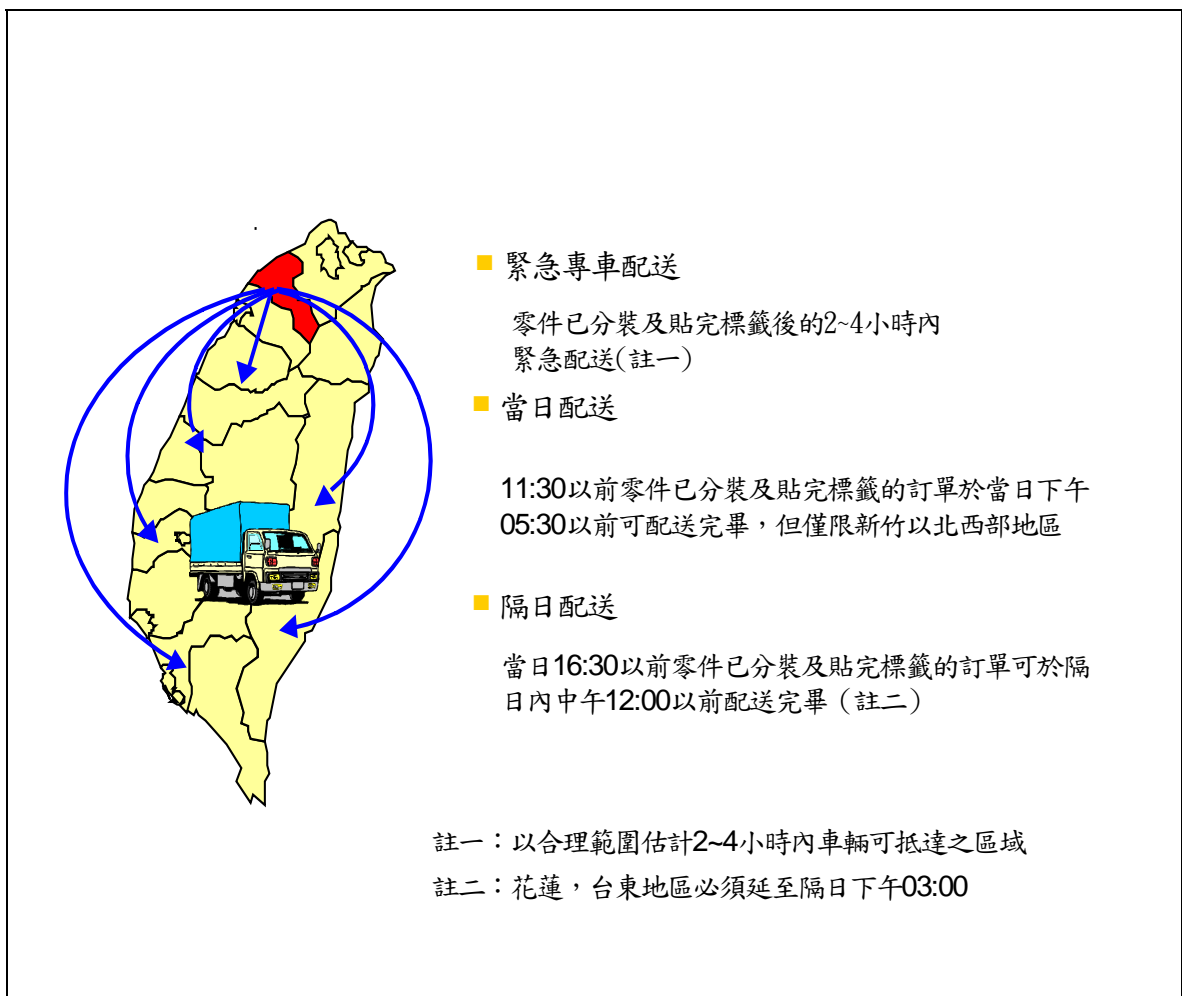 緊急專車配送
零件已分裝及貼完標籤後的2~4小時內
緊急配送(註一)
當日配送
11:30以前零件已分裝及貼完標籤的訂單於當日下午
05:30以前可配送完畢，但僅限新竹以北西部地區
隔日配送
當日16:30以前零件已分裝及貼完標籤的訂單可於隔
日內中午12:00以前配送完畢（註二）
註一：以合理範圍估計2~4小時內車輛可抵達之區域
註二：花蓮，台東地區必須延至隔日下午03:00